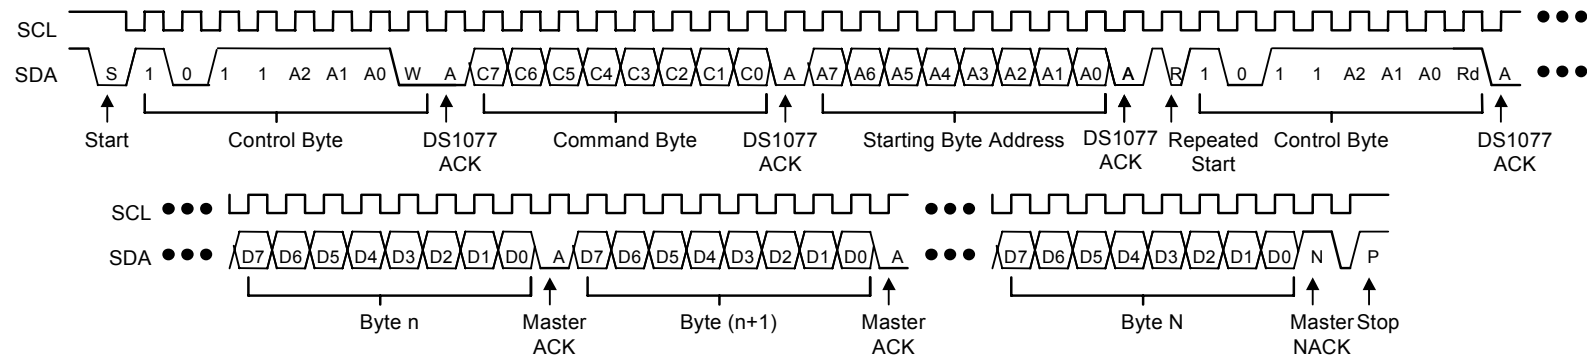 SCL
SDA S 1 0 1 1 A2 A1 A0 W A C7 C6 C5 C4 C3 C2 C1 C0 A A7 A6 A5 A4 A3 A2 A1 A0 A R 1 0 1 1 A2 A1 A0 Rd A
Start Control Byte DS1077 ACK Command Byte DS1077 ACK Starting Byte Address DS1077 ACK Repeated Start Control Byte DS1077 ACK
SCL
SDA D7 D6 D5 D4 D3 D2 D1 D0 A D7 D6 D5 D4 D3 D2 D1 D0 A D7 D6 D5 D4 D3 D2 D1 D0 N P
Byte n Master ACK Byte (n+1) Master ACK Byte N Master NACK Stop